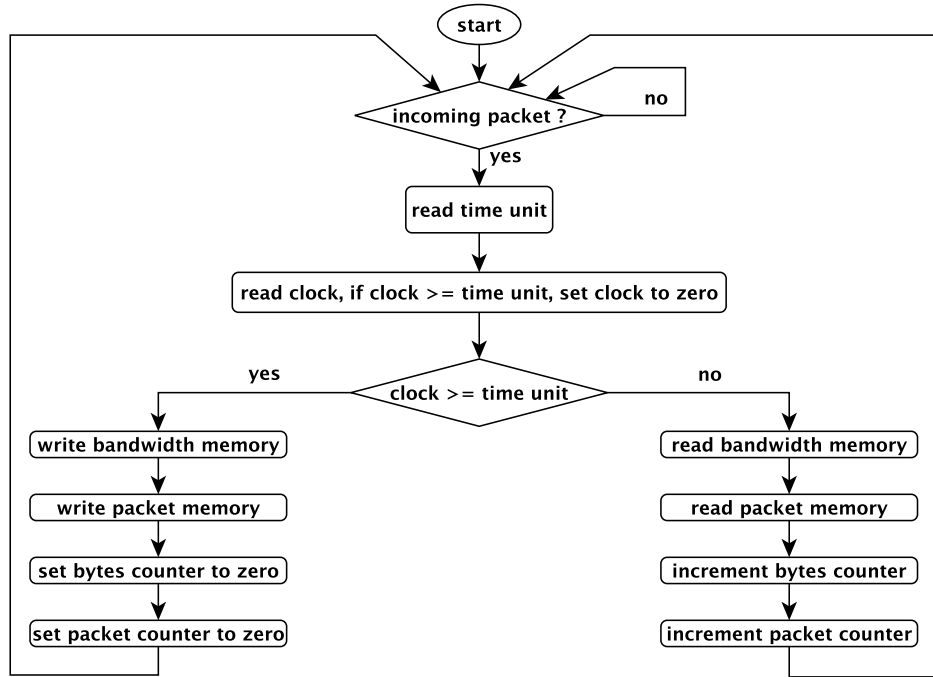 start
incoming packet ?
no
yes
read time unit
read clock, if clock >= time unit, set clock to zero
clock >= time unit
yes
no
write bandwidth memory
write packet memory
set bytes counter to zero
set packet counter to zero
read bandwidth memory
read packet memory
increment bytes counter
increment packet counter